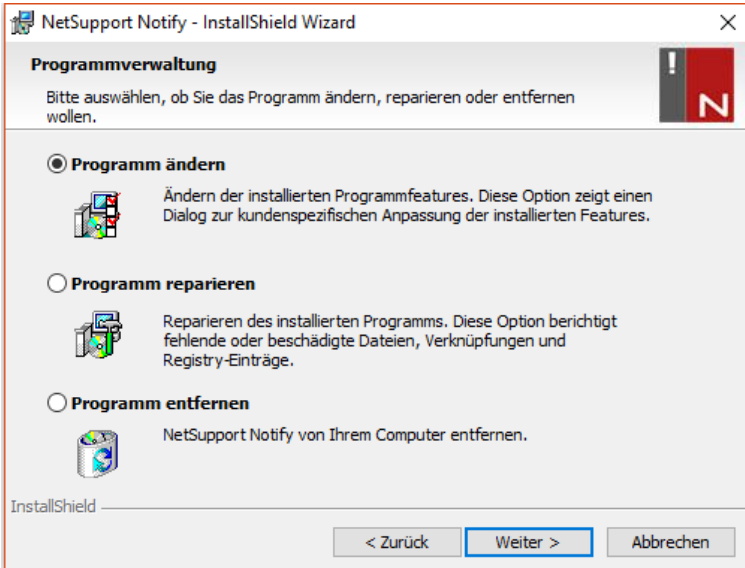 NetSupport Notify - InstallShield Wizard
Programmverwaltung
Bitte auswählen, ob Sie das Programm ändern, reparieren oder entfernen
wollen.
! N
Programm ändern
Ändern der installierten Programmfeatures. Diese Option zeigt einen
Dialog zur kundenspezifischen Anpassung der installierten Features.
Programm reparieren
Reparieren des installierten Programms. Diese Option berichtigt
fehlende oder beschädigte Dateien, Verknüpfungen und
Registry-Einträge.
Programm entfernen
NetSupport Notify von Ihrem Computer entfernen.
InstallShield
< Zurück
Weiter >
Abbrechen